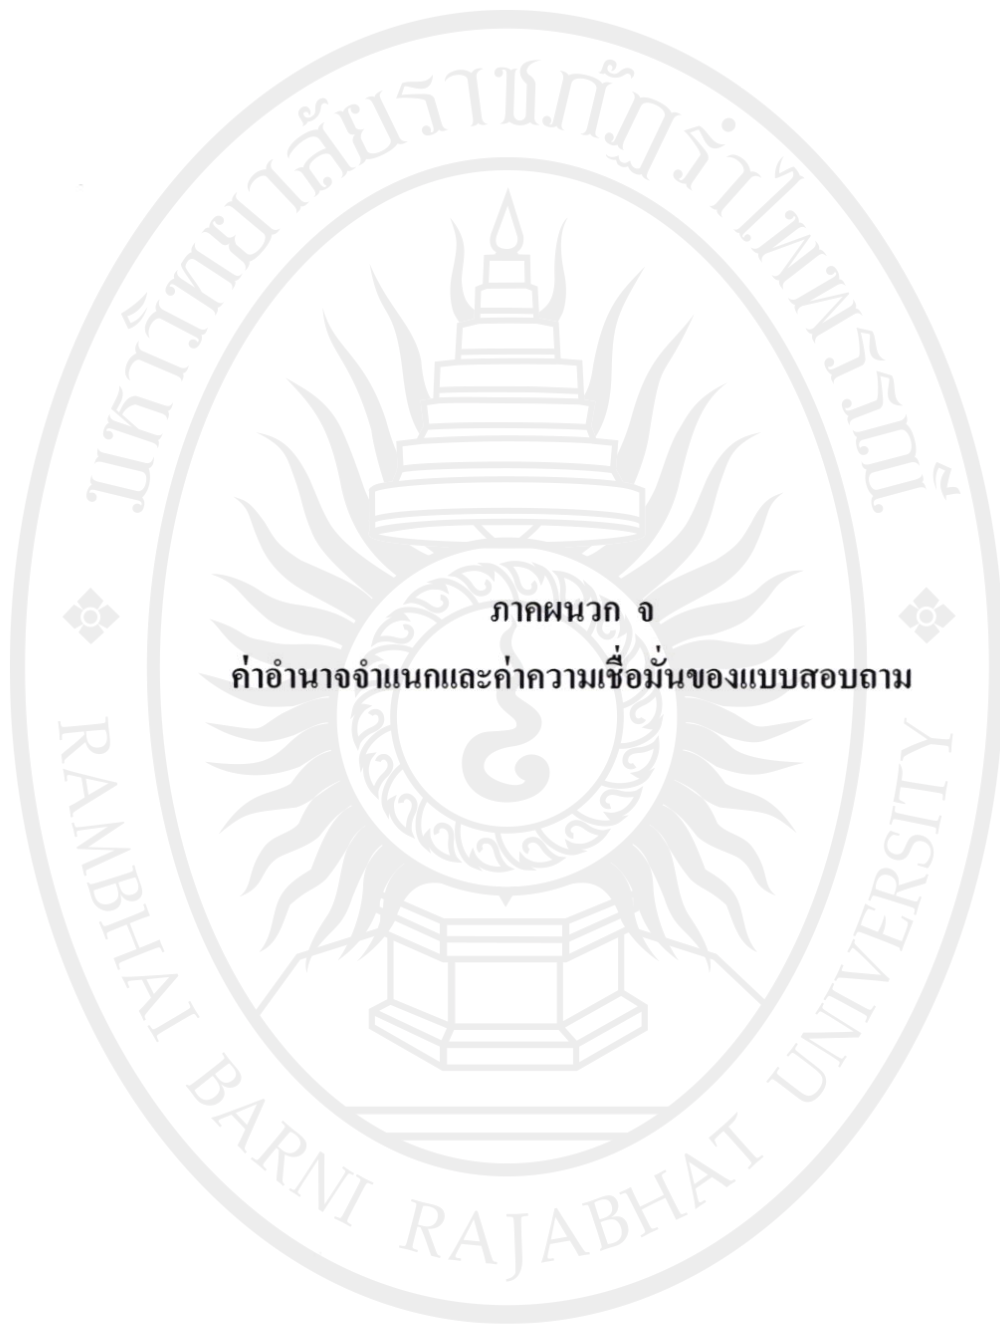 มหาวิทยาลัยราชภัฏรำไพพรรณี
ภาคผนวก จ
ค่าอำนาจจำแนกและค่าความเชื่อมั่นของแบบสอบถาม
RAMBHAI BARNI RAJABHAT UNIVERSITY